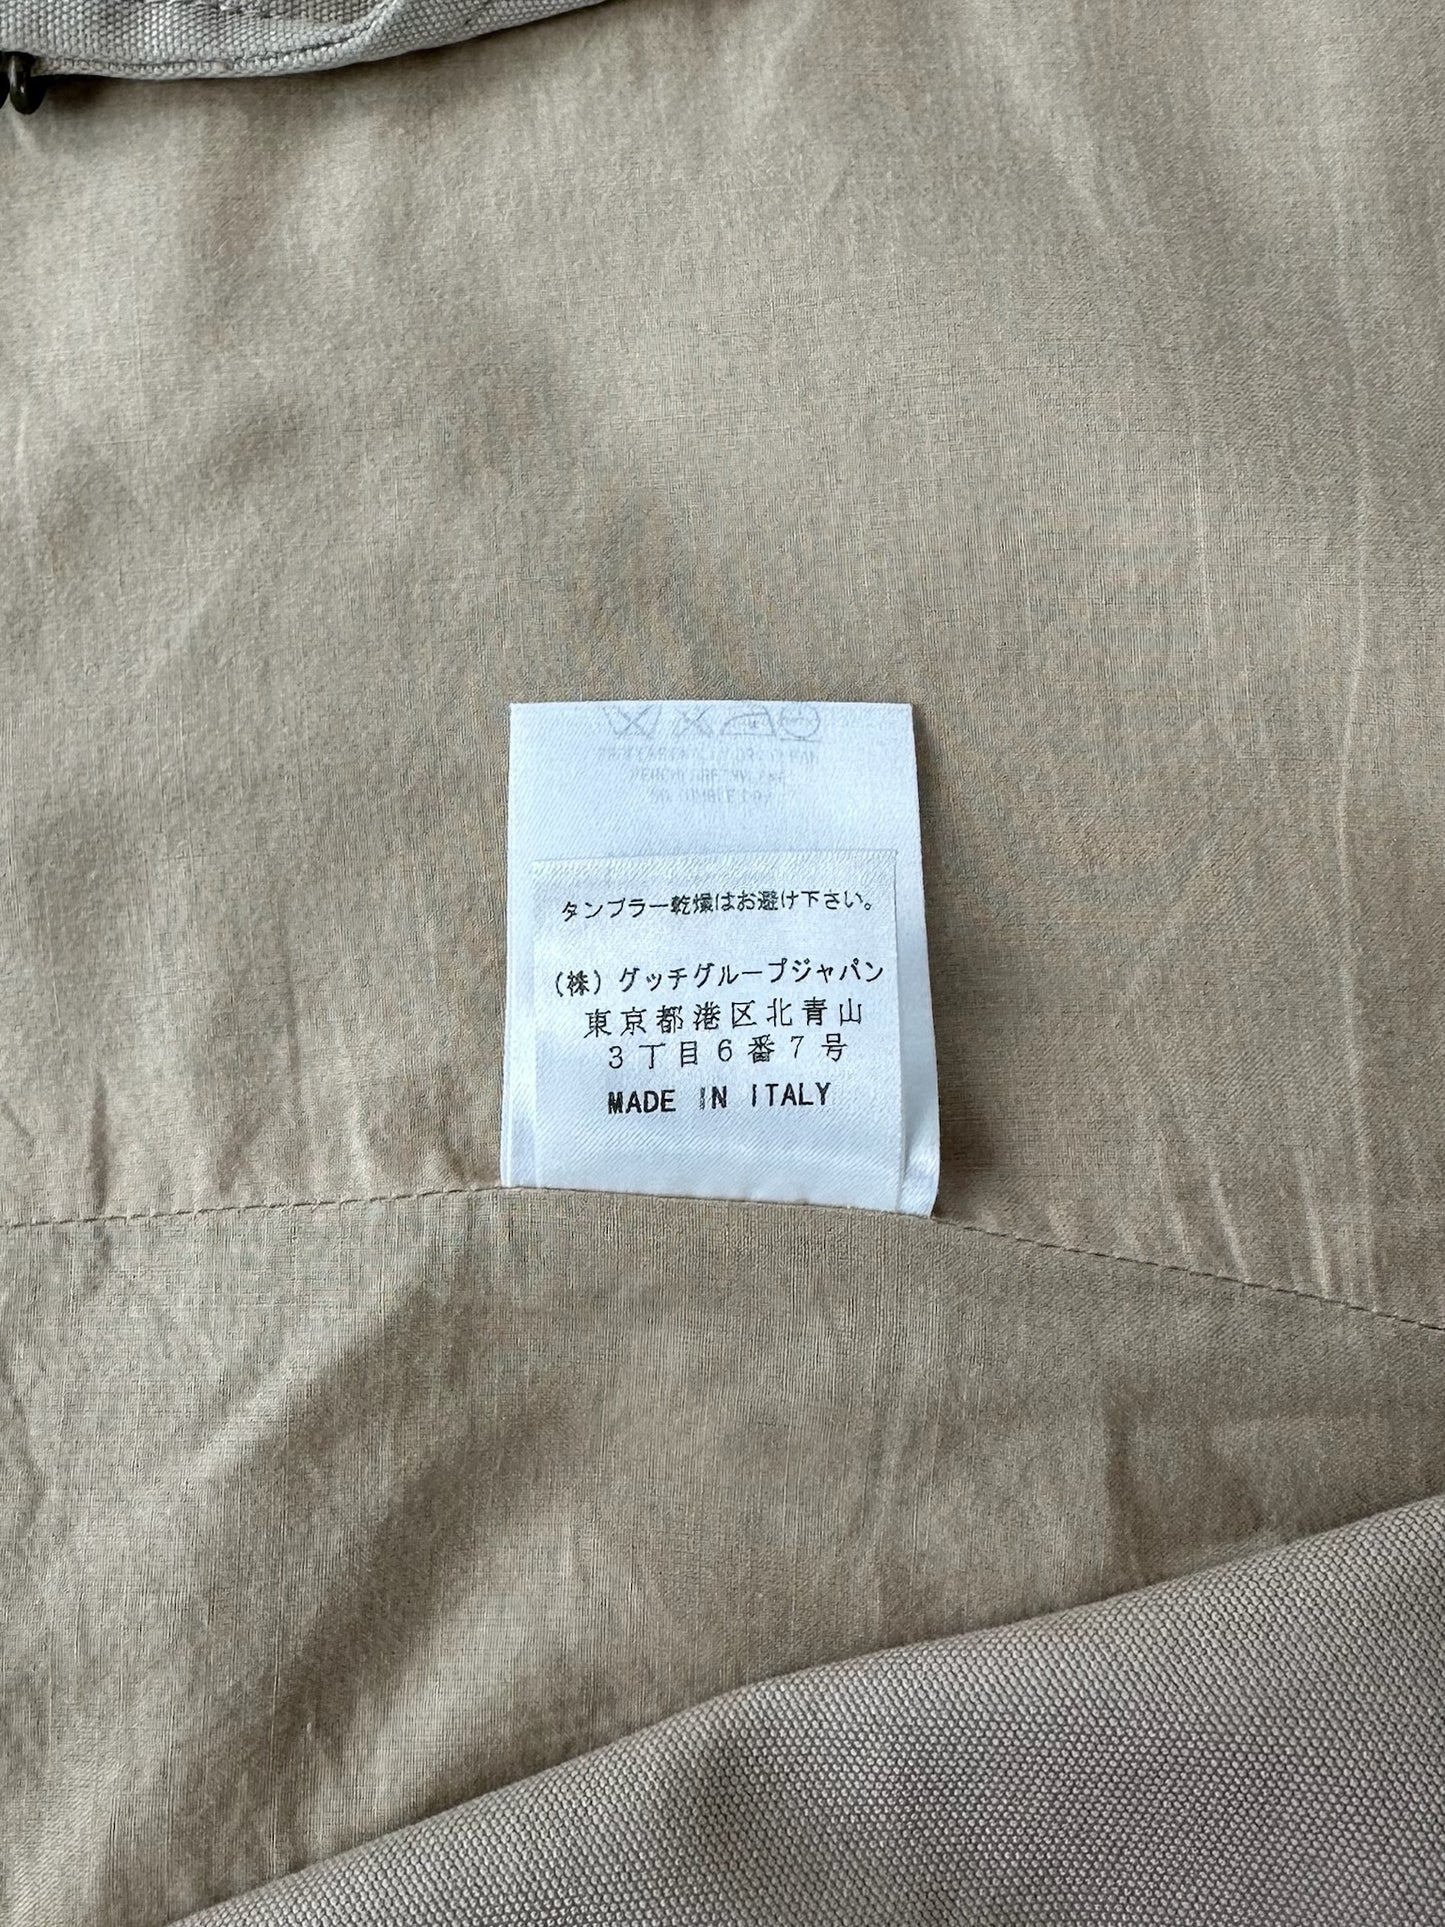 タンブラー乾燥はお避け下さい。
(株)グッチグループジャパン
東京都港区北青山
3丁目6番7号
MADE IN ITALY